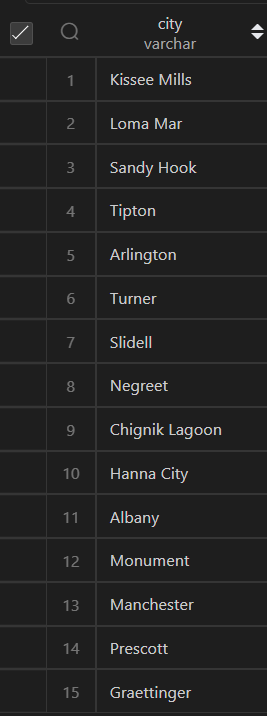 city
varchar
1 Kissee Mills
2 Loma Mar
3 Sandy Hook
4 Tipton
5 Arlington
6 Turner
7 Slidell
8 Negreet
9 Chignik Lagoon
10 Hanna City
11 Albany
12 Monument
13 Manchester
14 Prescott
15 Graettinger